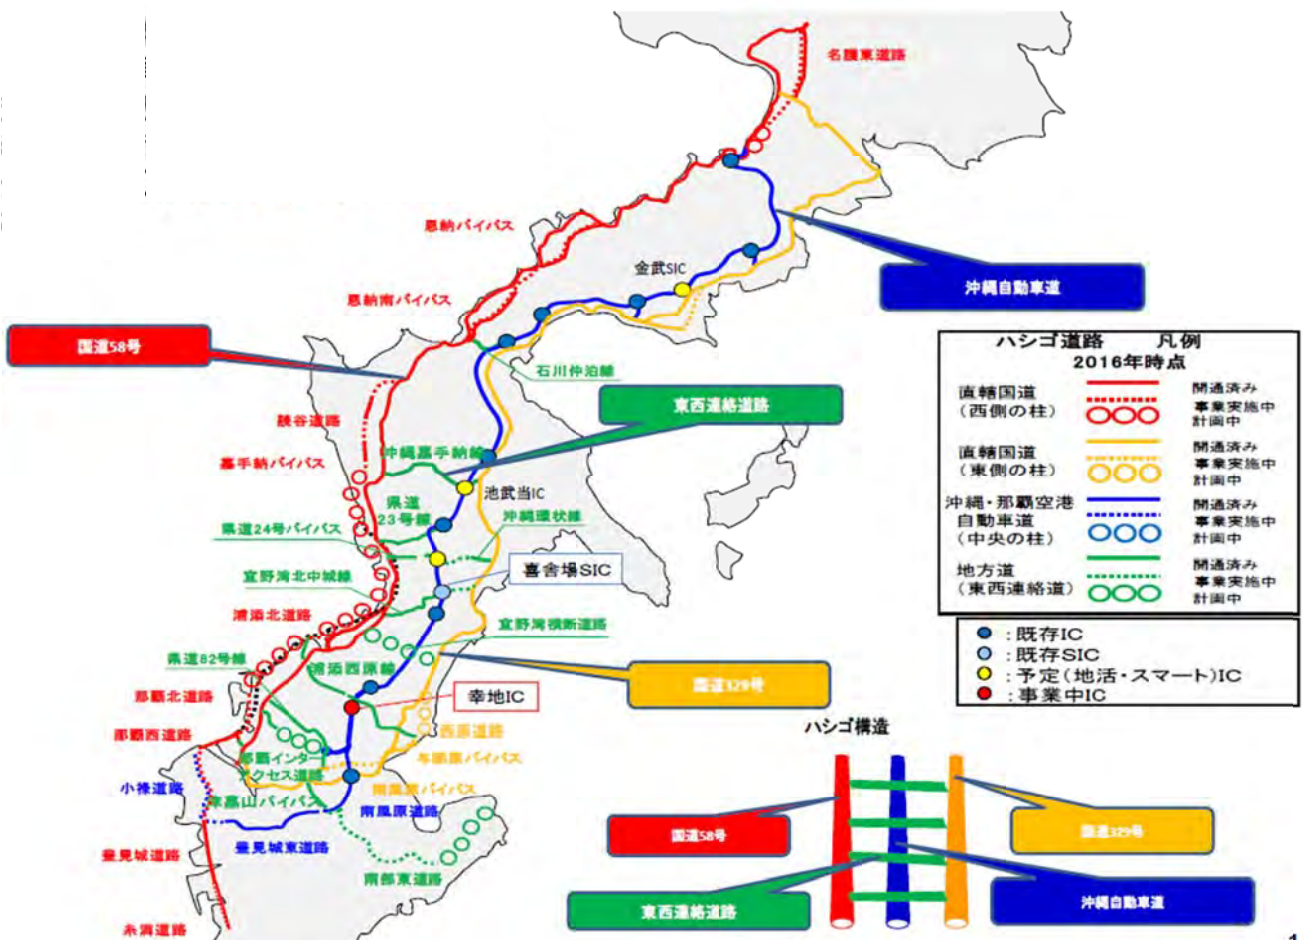 名護東道路
恩納バイパス
金武SIC
沖縄自動車道
恩納南バイパス
国道58号
石川仲泊線
東西連絡道路
読谷道路
沖縄嘉手納線
嘉手納バイパス
池武当IC
県道
23号線
沖縄環状線
県道24号バイパス
喜舎場SIC
宜野湾北中城線
浦添北道路
宜野湾横断道路
県道82号線
浦添西原線
国道329号
那覇北道路
幸地IC
西原道路
那覇西道路
与那原バイパス
那覇インター
アクセス道路
小禄道路
南風原バイパス
津嘉山バイパス
南風原道路
豊見城東道路
豊見城道路
南部東道路
糸満道路
ハシゴ道路 凡例
2016年時点
直轄国道
(西側の柱)
開通済み
事業実施中
計画中
直轄国道
(東側の柱)
開通済み
事業実施中
計画中
沖縄・那覇空港
自動車道
(中央の柱)
開通済み
事業実施中
計画中
地方道
(東西連絡道)
開通済み
事業実施中
計画中
:既存IC
:既存SIC
:予定(地活・スマート)IC
:事業中IC
ハシゴ構造
国道58号
国道329号
東西連絡道路
沖縄自動車道
1